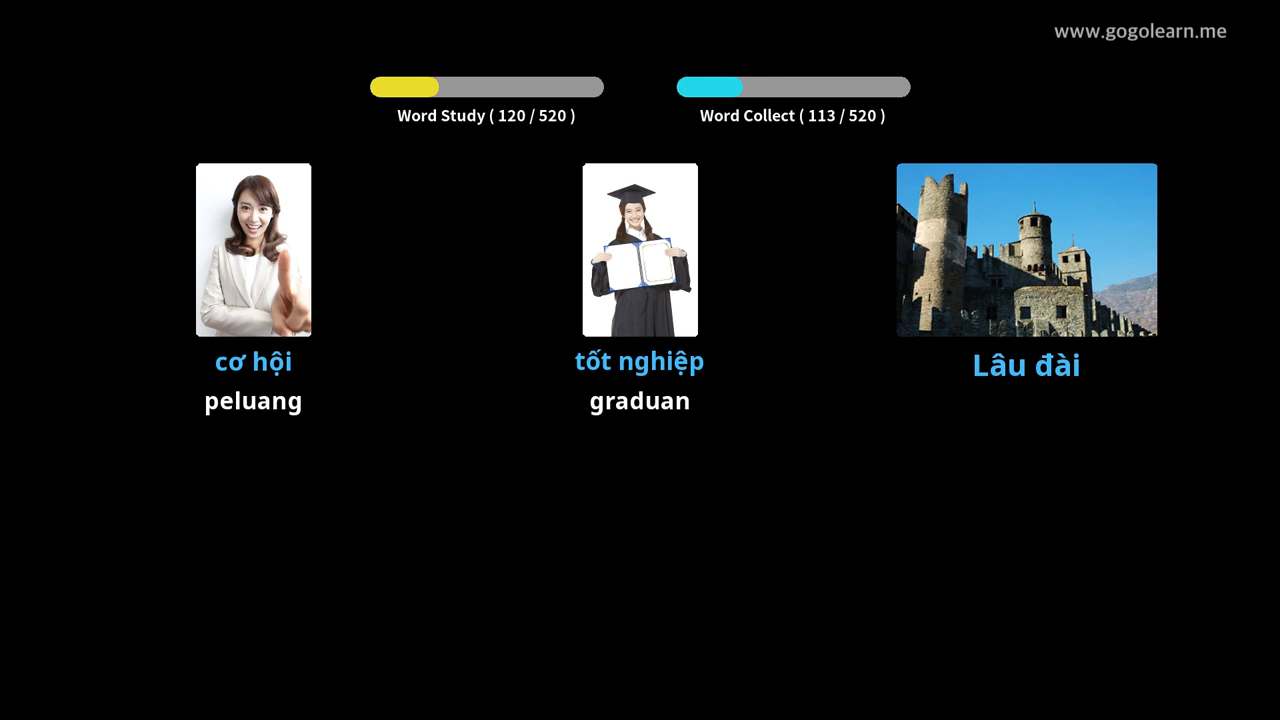 www.gogolearn.me
Word Study ( 120 / 520 )
Word Collect ( 113 / 520 )
cơ hội
peluang
tốt nghiệp
graduan
Lâu đài